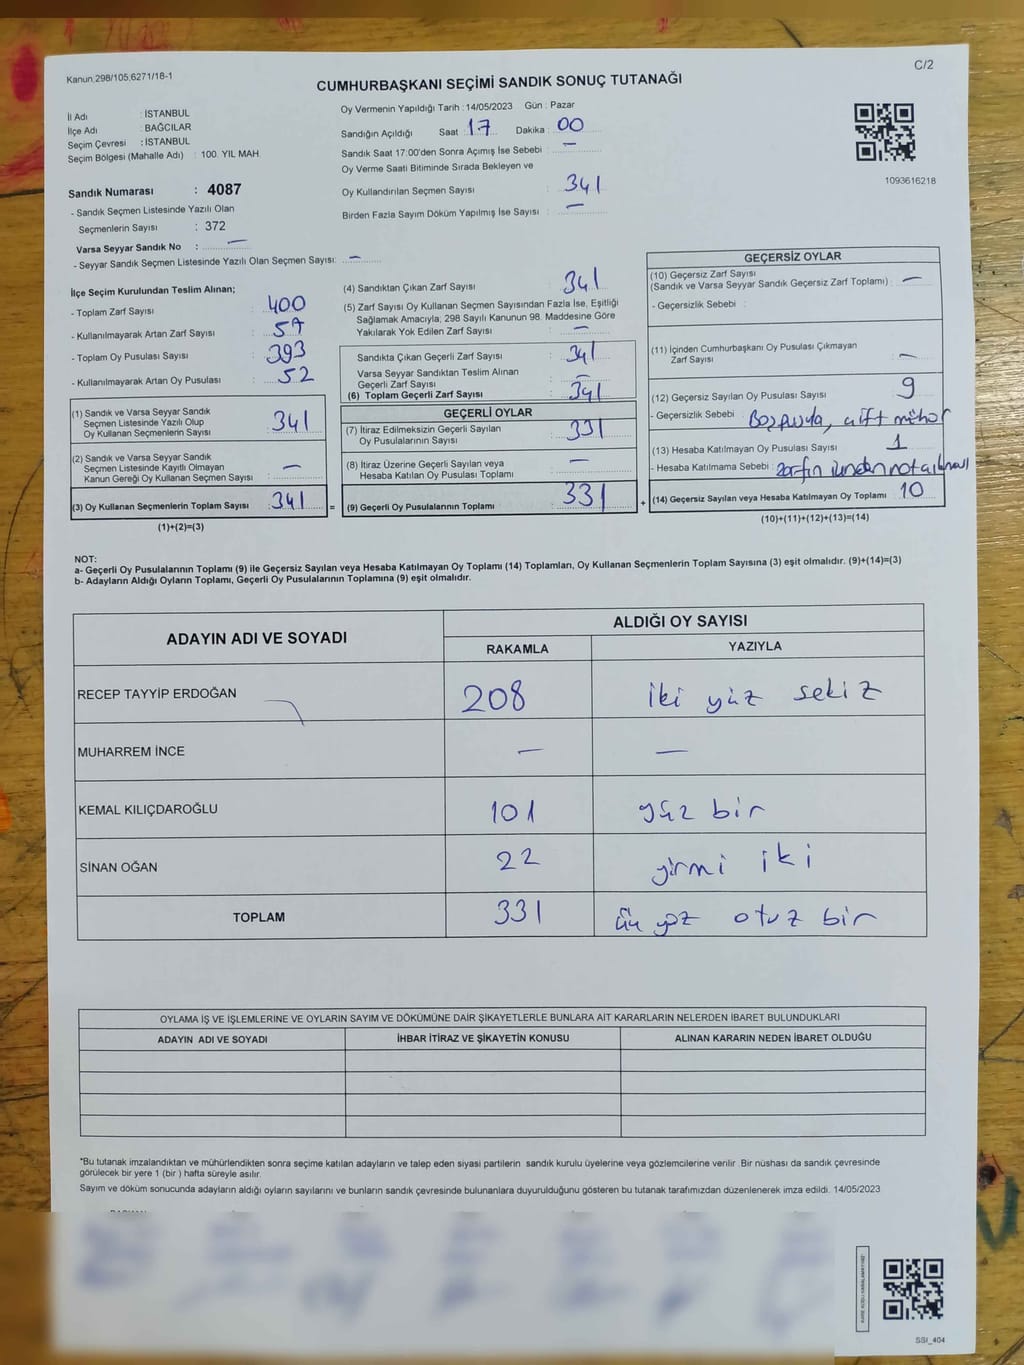 Kanun,298/105,6271/18-1
C/2
CUMHURBAŞKANI SEÇİMİ SANDIK SONUÇ TUTANAĞI
İl Adı : İSTANBUL
İlçe Adı : BAĞCILAR
Seçim Çevresi : İSTANBUL
Seçim Bölgesi (Mahalle Adı) : 100. YIL MAH.
Sandık Numarası : 4087
- Sandık Seçmen Listesinde Yazılı Olan
Seçmenlerin Sayısı : 372
Varsa Seyyar Sandık No : —
- Seyyar Sandık Seçmen Listesinde Yazılı Olan Seçmen Sayısı: —
Oy Vermenin Yapıldığı Tarih : 14/05/2023 Gün : Pazar
Sandığın Açıldığı Saat : 17 Dakika : 00
Sandık Saat 17:00'den Sonra Açımış İse Sebebi : —
Oy Verme Saati Bitiminde Sırada Bekleyen ve
Oy Kullandırılan Seçmen Sayısı : 341
Birden Fazla Sayım Döküm Yapılmış İse Sayısı : —
1093616218
İlçe Seçim Kurulundan Teslim Alınan;
- Toplam Zarf Sayısı : 400
- Kullanılmayarak Artan Zarf Sayısı :
- Toplam Oy Pusulası Sayısı : 393
- Kullanılmayarak Artan Oy Pusulası : 52
(1) Sandık ve Varsa Seyyar Sandık
Seçmen Listesinde Yazılı Olup
Oy Kullanan Seçmenlerin Sayısı : 341
(2) Sandık ve Varsa Seyyar Sandık
Seçmen Listesinde Kayıtlı Olmayan
Kanun Gereği Oy Kullanan Seçmen Sayısı : —
(3) Oy Kullanan Seçmenlerin Toplam Sayısı : 341 =
(1)+(2)=(3)
(4) Sandıktan Çıkan Zarf Sayısı : 341
(5) Zarf Sayısı Oy Kullanan Seçmen Sayısından Fazla İse, Eşitliği
Sağlamak Amacıyla, 298 Sayılı Kanunun 98. Maddesine Göre
Yakılarak Yok Edilen Zarf Sayısı : —
Sandıkta Çıkan Geçerli Zarf Sayısı : 341
Varsa Seyyar Sandıktan Teslim Alınan
Geçerli Zarf Sayısı : —
(6) Toplam Geçerli Zarf Sayısı : 341
GEÇERLİ OYLAR
(7) İtiraz Edilmeksizin Geçerli Sayılan
Oy Pusulalarının Sayısı : 331
(8) İtiraz Üzerine Geçerli Sayılan veya
Hesaba Katılan Oy Pusulası Toplamı : —
(9) Geçerli Oy Pusulalarının Toplamı : 331 +
GEÇERSİZ OYLAR
(10) Geçersiz Zarf Sayısı
(Sandık ve Varsa Seyyar Sandık Geçersiz Zarf Toplamı) : —
- Geçersizlik Sebebi :
(11) İçinden Cumhurbaşkanı Oy Pusulası Çıkmayan
Zarf Sayısı : —
(12) Geçersiz Sayılan Oy Pusulası Sayısı : 9
- Geçersizlik Sebebi : çift mühür
(13) Hesaba Katılmayan Oy Pusulası Sayısı : 1
- Hesaba Katılmama Sebebi : zarfın
(14) Geçersiz Sayılan veya Hesaba Katılmayan Oy Toplamı 10
(10)+(11)+(12)+(13)=(14)
NOT:
a- Geçerli Oy Pusulalarının Toplamı (9) ile Geçersiz Sayılan veya Hesaba Katılmayan Oy Toplamı (14) Toplamları, Oy Kullanan Seçmenlerin Toplam Sayısına (3) eşit olmalıdır. (9)+(14)=(3)
b- Adayların Aldığı Oyların Toplamı, Geçerli Oy Pusulalarının Toplamına (9) eşit olmalıdır.
ADAYIN ADI VE SOYADI ALDIĞI OY SAYISI
RAKAMLA YAZIYLA
RECEP TAYYİP ERDOĞAN 208 iki yüz sekiz
MUHARREM İNCE — —
KEMAL KILIÇDAROĞLU 101 yüz bir
SİNAN OĞAN 22 yirmi iki
TOPLAM 331 üç yüz otuz bir
OYLAMA İŞ VE İŞLEMLERİNE VE OYLARIN SAYIM VE DÖKÜMÜNE DAİR ŞİKAYETLERLE BUNLARA AİT KARARLARIN NELERDEN İBARET BULUNDUKLARI
ADAYIN ADI VE SOYADI İHBAR İTİRAZ VE ŞİKAYETİN KONUSU ALINAN KARARIN NEDEN İBARET OLDUĞU
*Bu tutanak imzalandıktan ve mühürlendikten sonra seçime katılan adayların ve talep eden siyasi partilerin sandık kurulu üyelerine veya gözlemcilerine verilir. Bir nüshası da sandık çevresinde
görülecek bir yere 1 (bir ) hafta süreyle asılır.
Sayım ve döküm sonucunda adayların aldığı oyların sayılarını ve bunların sandık çevresinde bulunanlara duyurulduğunu gösteren bu tutanak tarafımızdan düzenlenerek imza edildi. 14/05/2023
SSI_404